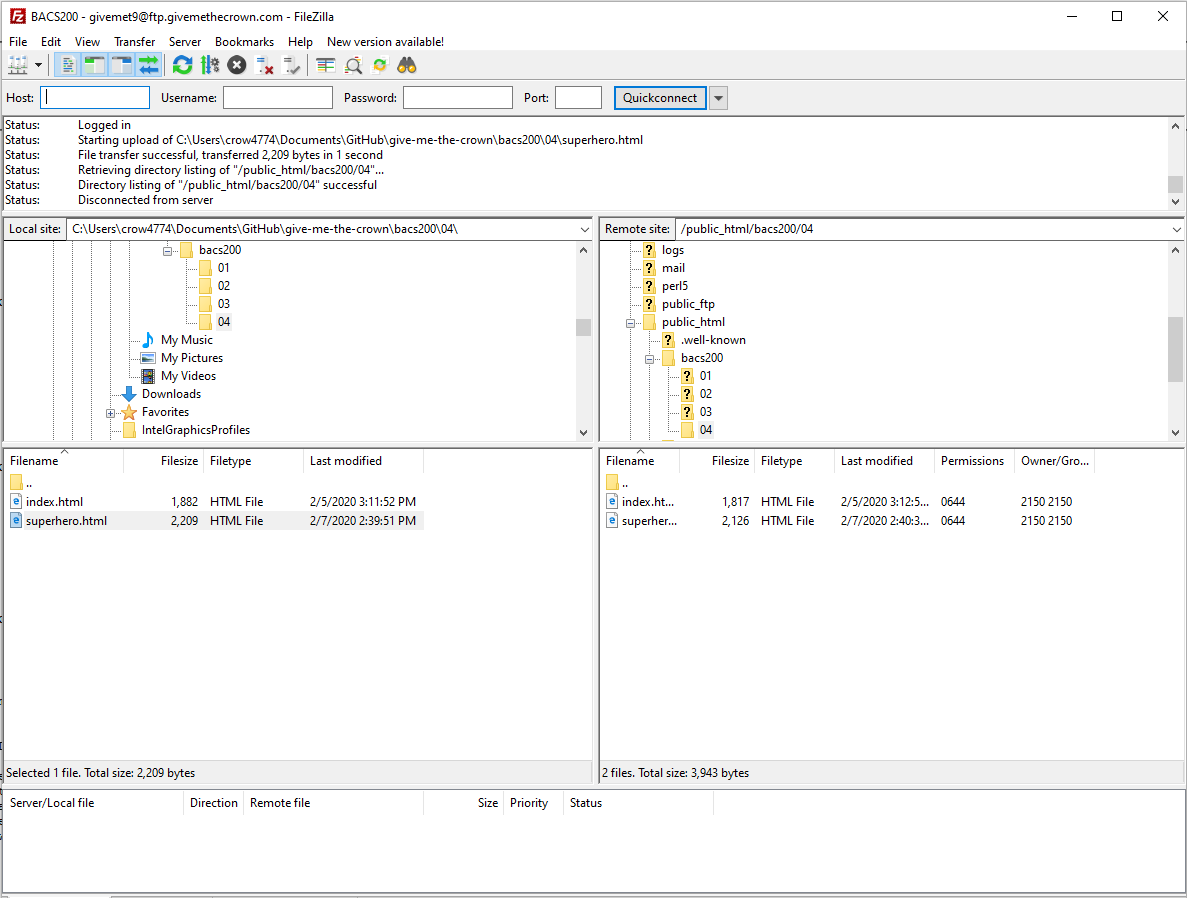 BACS200 - givemet9@ftp.givemethecrown.com - FileZilla
File Edit View Transfer Server Bookmarks Help New version available!
Host: Username: Password: Port: Quickconnect
Status: Logged in
Status: Starting upload of C:\Users\crow4774\Documents\GitHub\give-me-the-crown\bacs200\04\superhero.html
Status: File transfer successful, transferred 2,209 bytes in 1 second
Status: Retrieving directory listing of "/public_html/bacs200/04"...
Status: Directory listing of "/public_html/bacs200/04" successful
Status: Disconnected from server
Local site: C:\Users\crow4774\Documents\GitHub\give-me-the-crown\bacs200\04\
bacs200
01
02
03
04
My Music
My Pictures
My Videos
Downloads
Favorites
IntelGraphicsProfiles
Filename Filesize Filetype Last modified
..
index.html 1,882 HTML File 2/5/2020 3:11:52 PM
superhero.html 2,209 HTML File 2/7/2020 2:39:51 PM
Selected 1 file. Total size: 2,209 bytes
Remote site: /public_html/bacs200/04
logs
mail
perl5
public_ftp
public_html
.well-known
bacs200
01
02
03
04
Filename Filesize Filetype Last modified Permissions Owner/Gro...
..
index.ht... 1,817 HTML File 2/5/2020 3:12:5... 0644 2150 2150
superher... 2,126 HTML File 2/7/2020 2:40:3... 0644 2150 2150
2 files. Total size: 3,943 bytes
Server/Local file Direction Remote file Size Priority Status